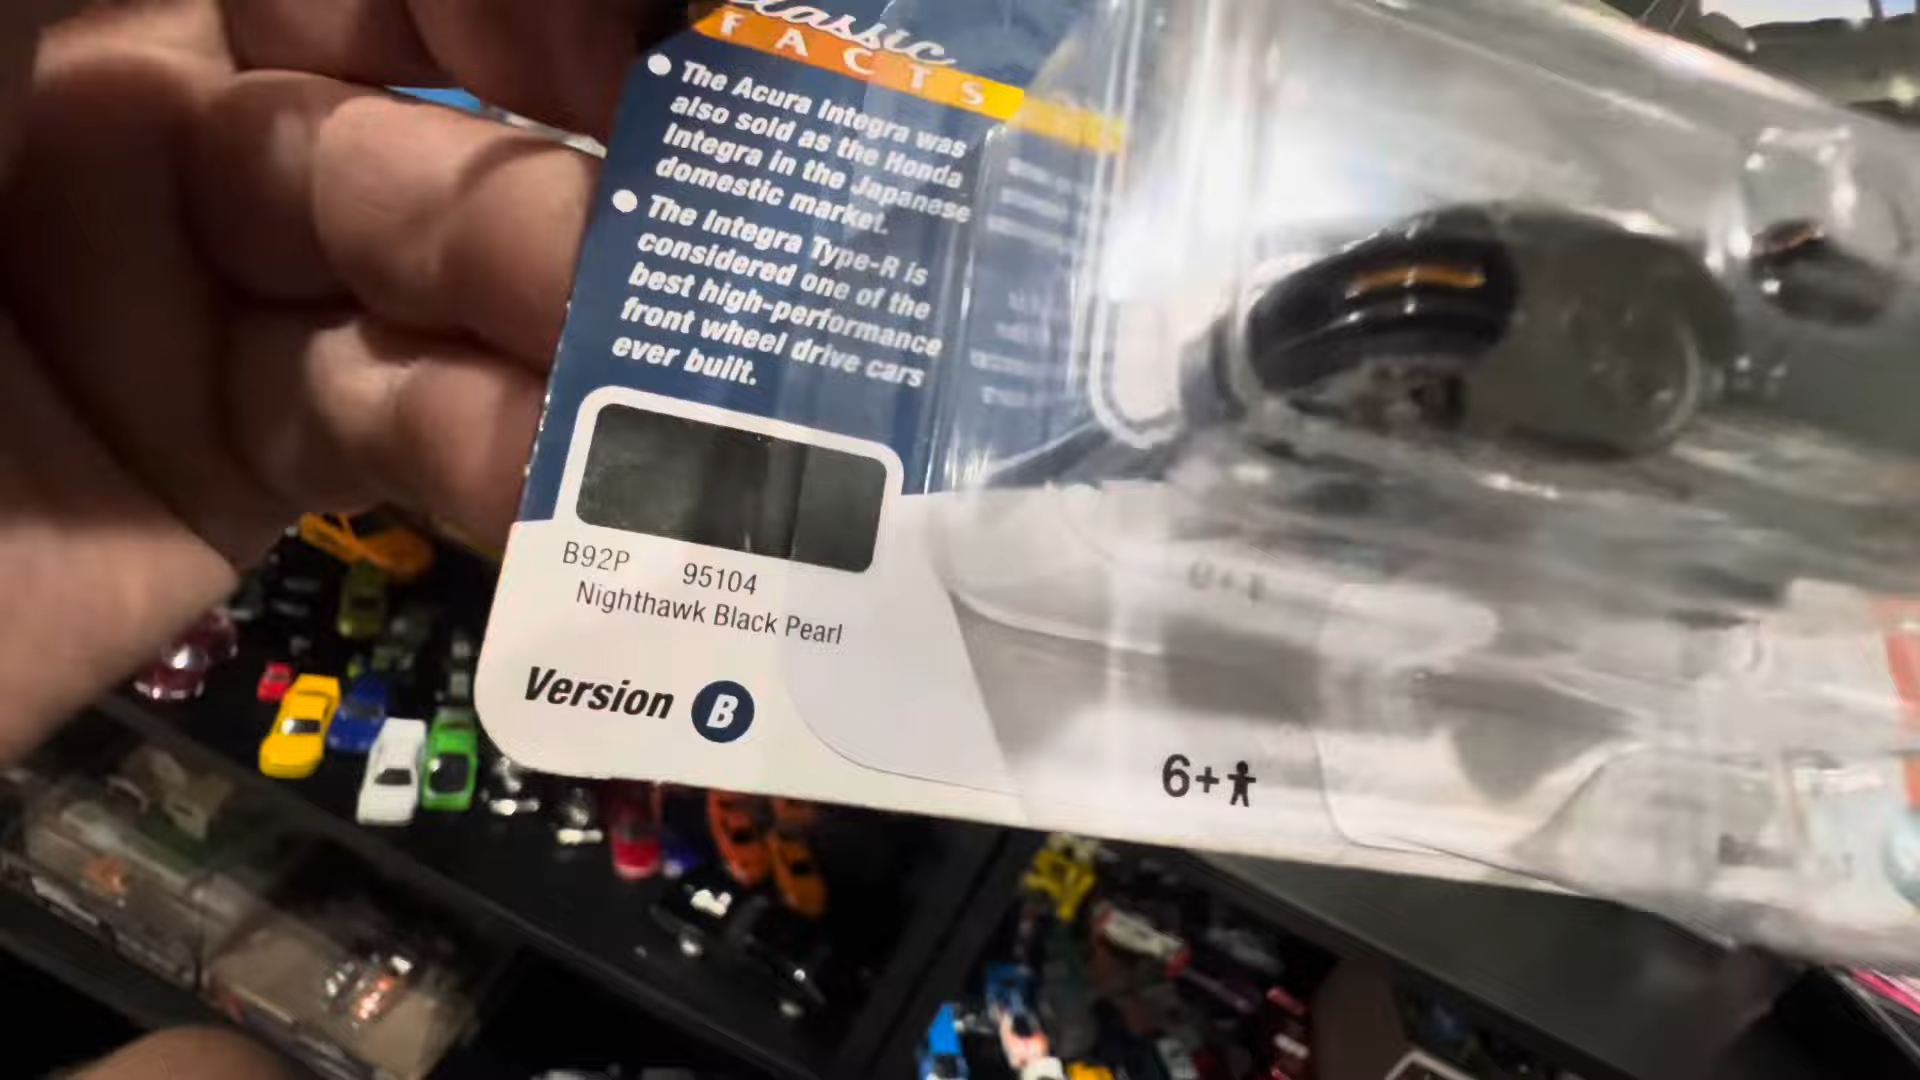 Classic
FACTS
The Acura Integra was
also sold as the Honda
Integra in the Japanese
domestic market.
The Integra Type-R is
considered one of the
best high-performance
front wheel drive cars
ever built.
B92P 95104
Nighthawk Black Pearl
Version B
6+